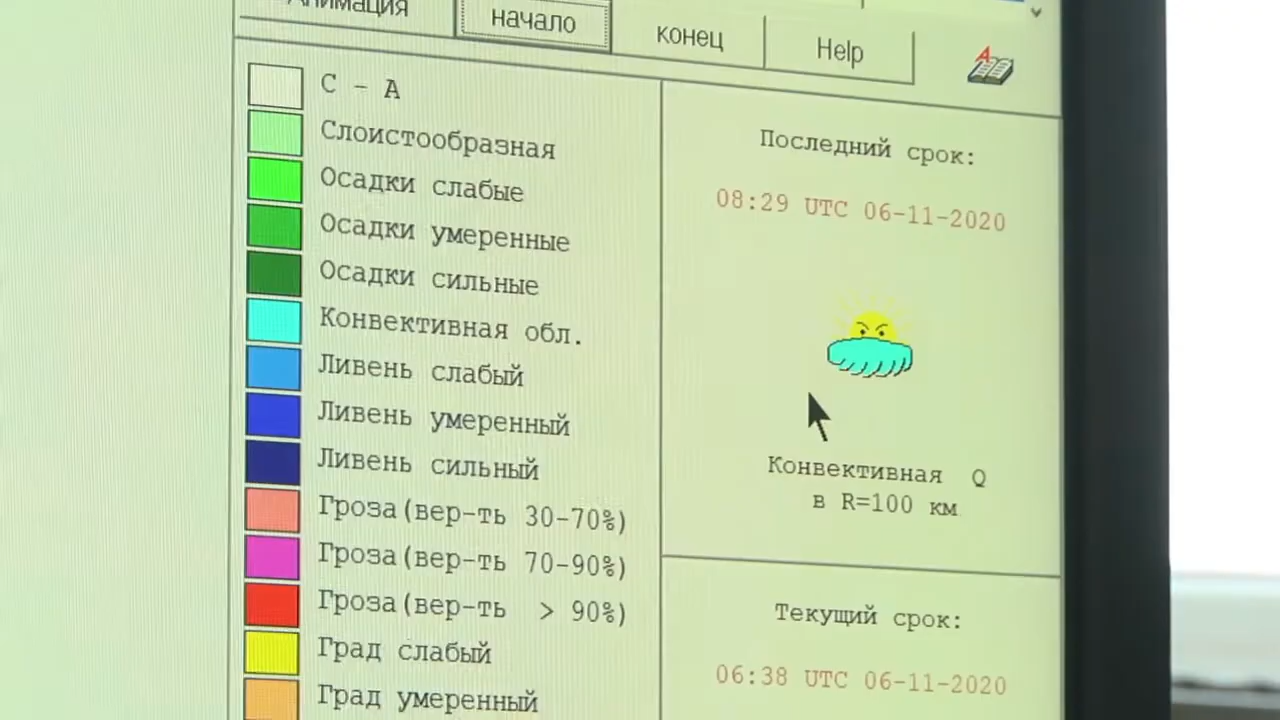 Анимация
начало
конец
Help
С - А
Слоистообразная
Осадки слабые
Осадки умеренные
Осадки сильные
Конвективная обл.
Ливень слабый
Ливень умеренный
Ливень сильный
Гроза(вер-ть 30-70%)
Гроза(вер-ть 70-90%)
Гроза(вер-ть > 90%)
Град слабый
Град умеренный
Последний срок:
08:29 UTC 06-11-2020
Конвективная Q
в R=100 км
Текущий срок:
06:38 UTC 06-11-2020